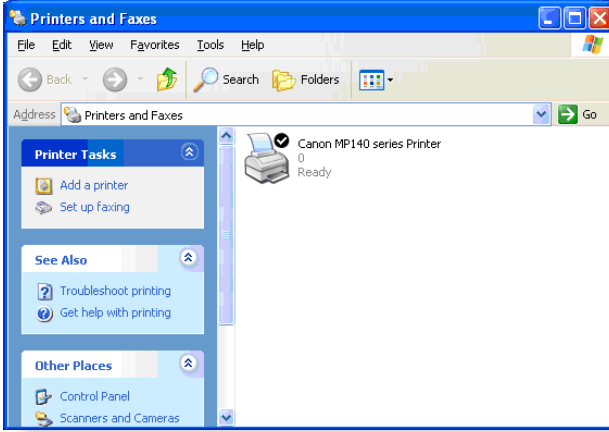 Printers and Faxes
File Edit View Favorites Tools Help
Back Search Folders
Address Printers and Faxes Go
Printer Tasks
Add a printer
Set up faxing
See Also
Troubleshoot printing
Get help with printing
Other Places
Control Panel
Scanners and Cameras
Canon MP140 series Printer
0
Ready